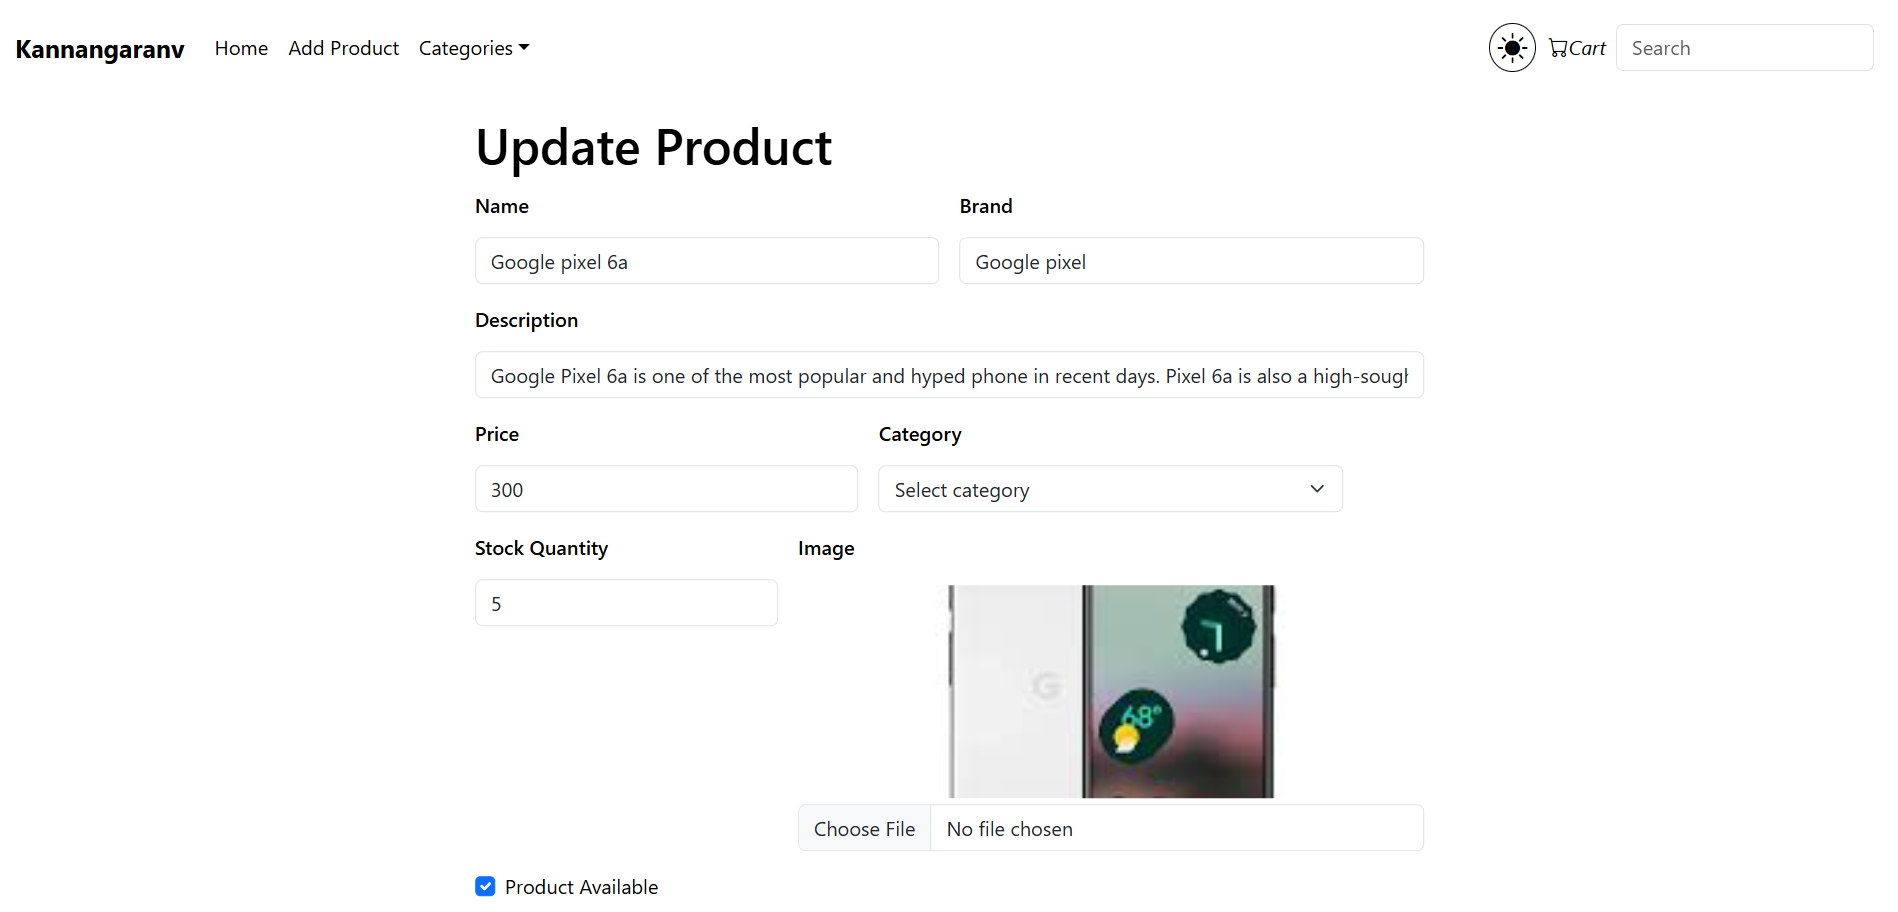 Kannangaranv Home Add Product Categories Cart Search
Update Product
Name Brand
Google pixel 6a Google pixel
Description
Google Pixel 6a is one of the most popular and hyped phone in recent days. Pixel 6a is also a high-sough
Price Category
300 Select category
Stock Quantity Image
5
G
68°
Choose File No file chosen
Product Available